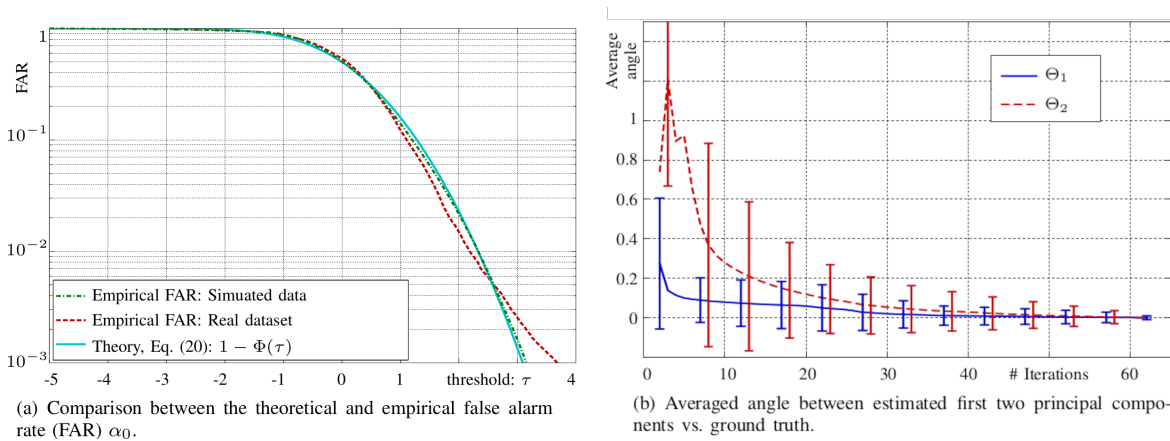 1
FAR
10−1
10−2
10−3
Empirical FAR: Simuated data
Empirical FAR: Real dataset
Theory, Eq. (20): 1 − Φ(τ)
-5 -4 -3 -2 -1 0 1 threshold: τ 4
(a) Comparison between the theoretical and empirical false alarm
rate (FAR) α0.
Average
angle
1
0.8
0.6
0.4
0.2
0
Θ1
Θ2
0 10 20 30 40 # Iterations 60
(b) Averaged angle between estimated first two principal compo-
nents vs. ground truth.